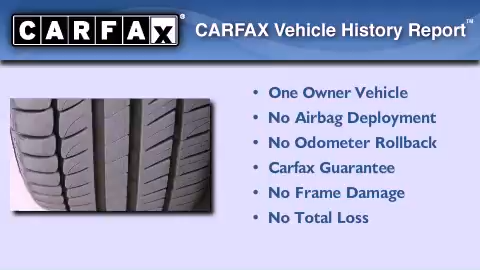 CARFAX® CARFAX Vehicle History Report™
• One Owner Vehicle
• No Airbag Deployment
• No Odometer Rollback
• Carfax Guarantee
• No Frame Damage
• No Total Loss